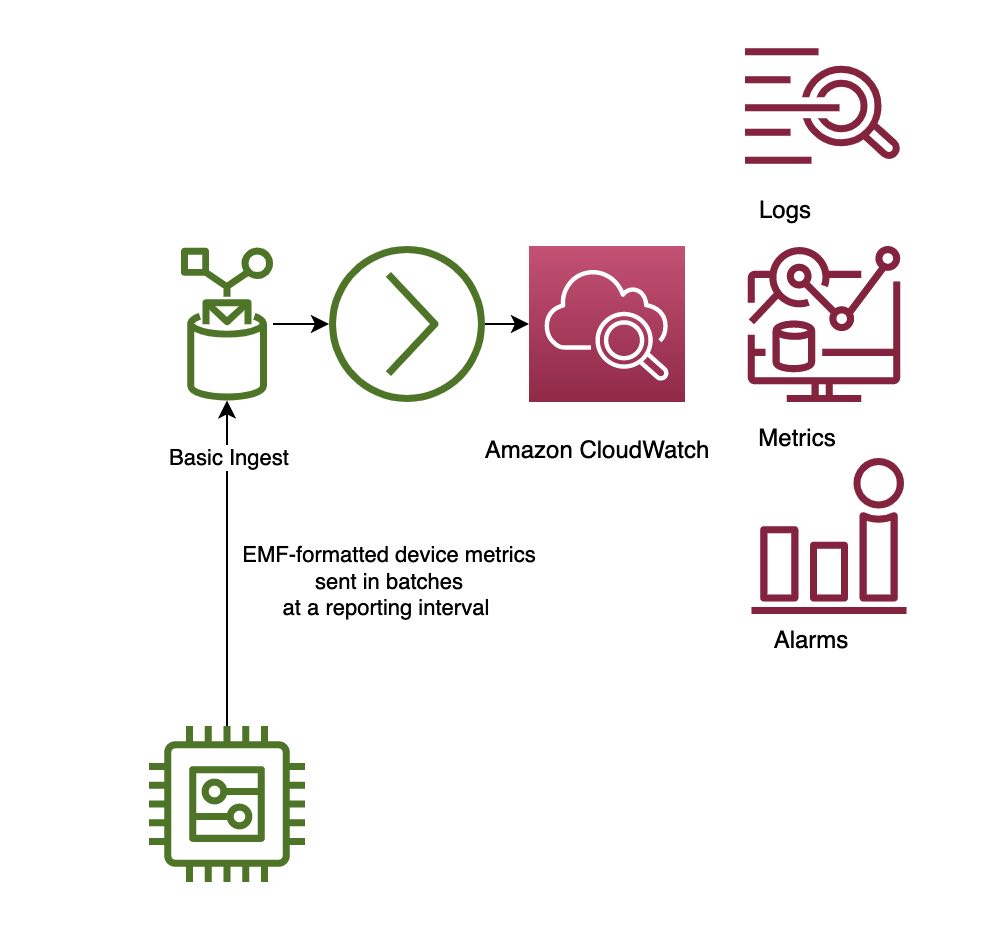 Logs
Metrics
Basic Ingest
Amazon CloudWatch
EMF-formatted device metrics
sent in batches
at a reporting interval
Alarms